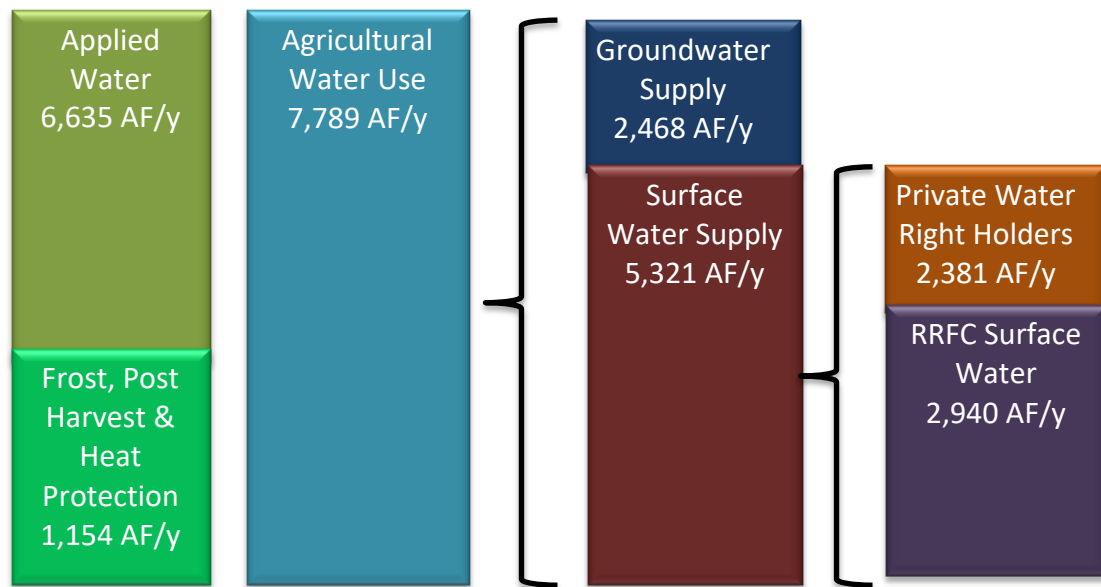 Applied
Water
6,635 AF/y
Frost, Post
Harvest &
Heat
Protection
1,154 AF/y
Agricultural
Water Use
7,789 AF/y
Groundwater
Supply
2,468 AF/y
Surface
Water Supply
5,321 AF/y
Private Water
Right Holders
2,381 AF/y
RRFC Surface
Water
2,940 AF/y